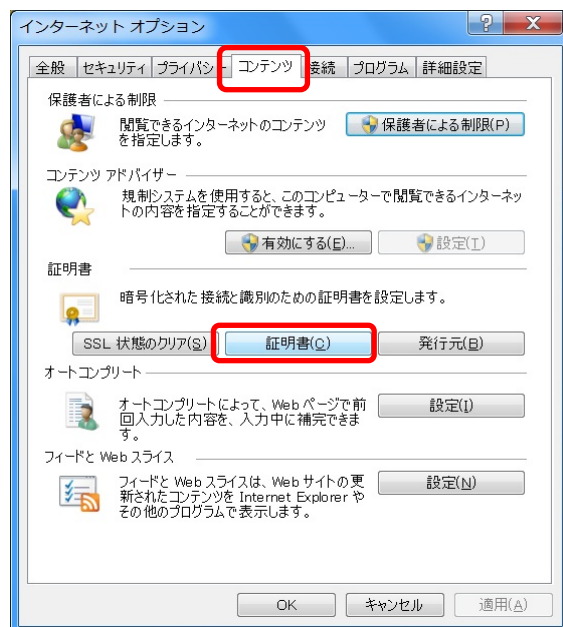 インターネット オプション
全般 セキュリティ プライバシー コンテンツ 接続 プログラム 詳細設定
保護者による制限
閲覧できるインターネットのコンテンツ
を指定します。
保護者による制限(P)
コンテンツ アドバイザー
規制システムを使用すると、このコンピューターで閲覧できるインターネッ
トの内容を指定することができます。
有効にする(E)... 設定(T)
証明書
暗号化された接続と識別のための証明書を設定します。
SSL 状態のクリア(S) 証明書(C) 発行元(B)
オートコンプリート
オートコンプリートによって、Web ページで前
回入力した内容を、入力中に補完できま
す。
設定(I)
フィードと Web スライス
フィードと Web スライスは、Web サイトの更
新されたコンテンツを Internet Explorer や
その他のプログラムで表示します。
設定(N)
OK キャンセル 適用(A)